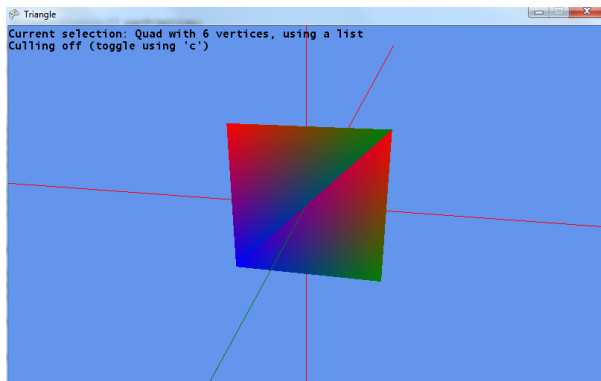 Triangle
Current selection: Quad with 6 vertices, using a list
Culling off (toggle using 'c')